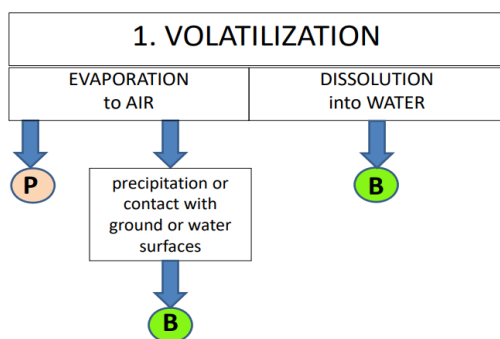 1. VOLATILIZATION
EVAPORATION
to AIR
DISSOLUTION
into WATER
P
precipitation or
contact with
ground or water
surfaces
B
B